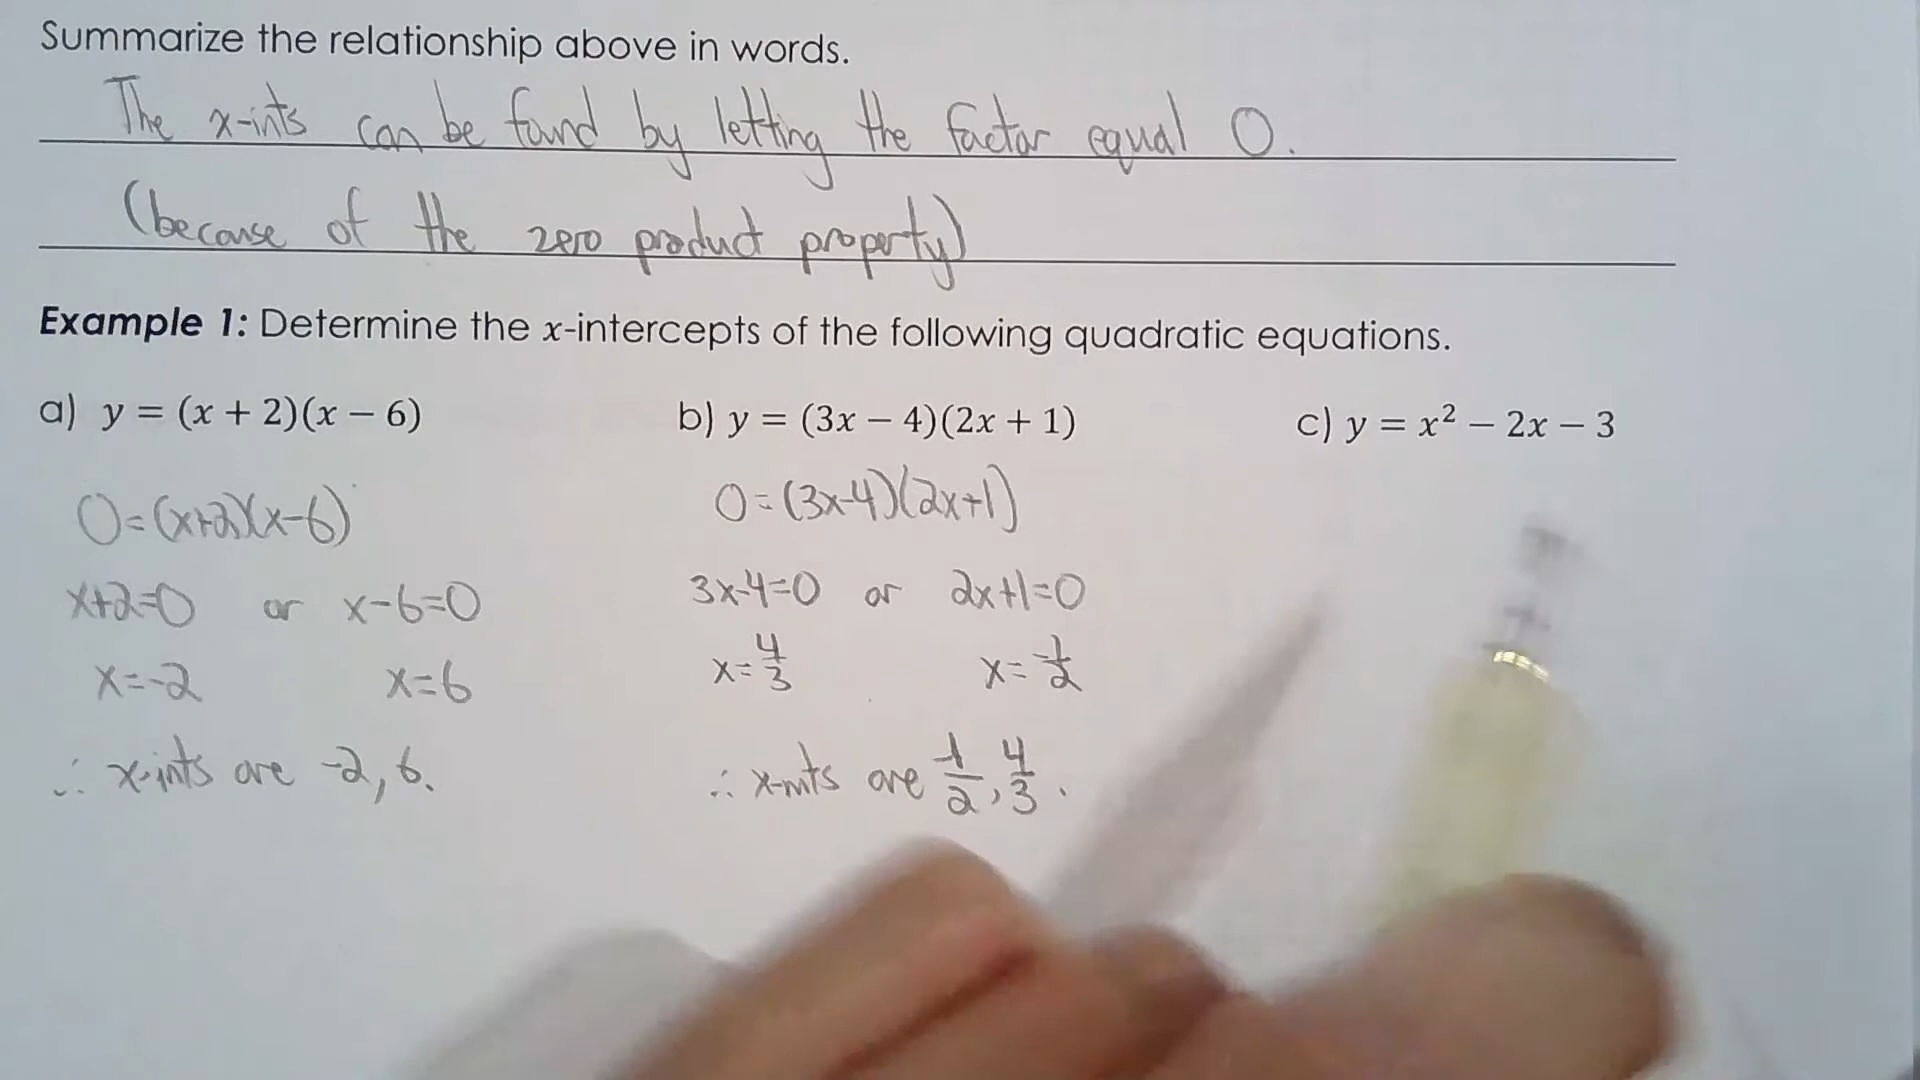 Summarize the relationship above in words.
The x-ints can be found by letting the factor equal 0.
(because of the zero product property)
Example 1: Determine the x-intercepts of the following quadratic equations.
a) y = (x + 2)(x − 6)
b) y = (3x − 4)(2x + 1)
c) y = x² − 2x − 3
0=(x+2)(x-6)
x+2=0 or x-6=0
x=-2 x=6
∴ x-ints are -2, 6.
0=(3x-4)(2x+1)
3x-4=0 or 2x+1=0
x=4/3 x=-1/2
∴ x-ints are -1/2, 4/3.